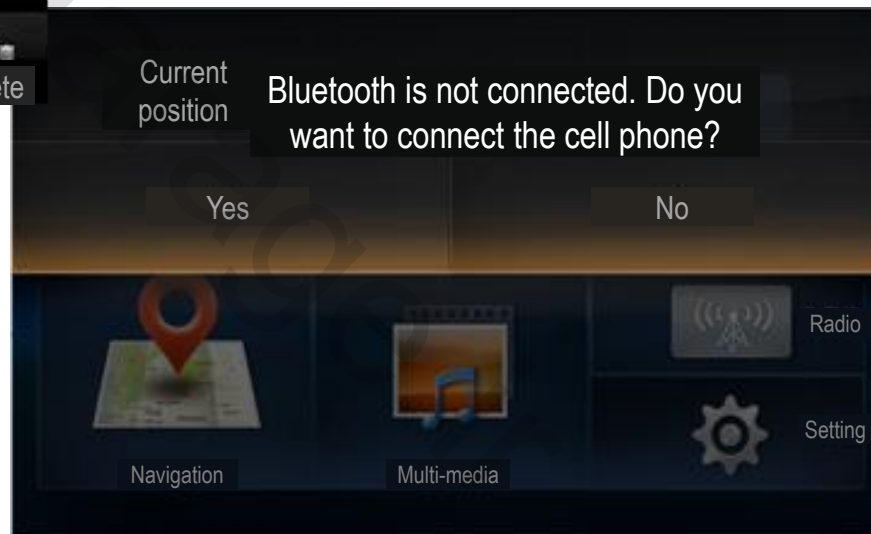 Current
position
Bluetooth is not connected. Do you
want to connect the cell phone?
Yes
No
Radio
Setting
Navigation
Multi-media